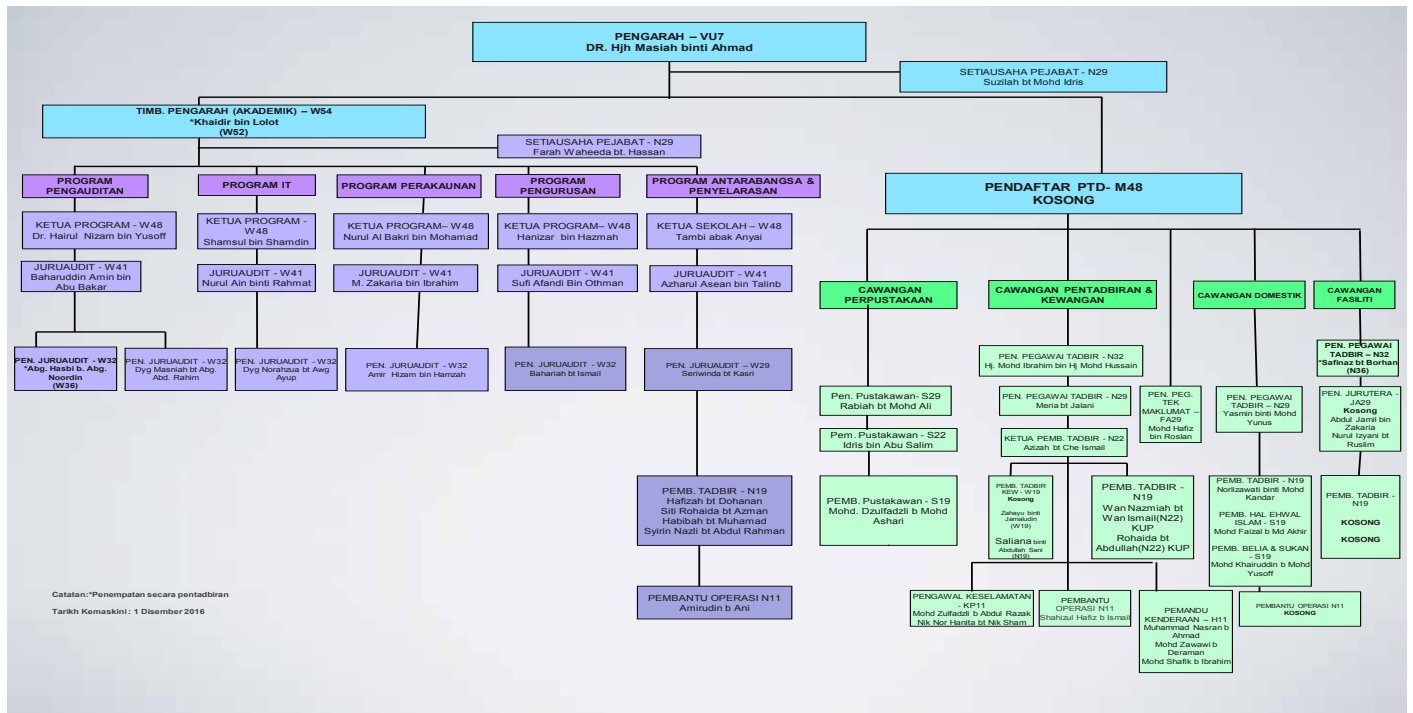 PENGARAH – VU7
DR. Hjh Masiah binti Ahmad
SETIAUSAHA PEJABAT - N29
Suzilah bt Mohd Idris
TIMB. PENGARAH (AKADEMIK) – W54
*Khaidir bin Lolot
(W52)
SETIAUSAHA PEJABAT - N29
Farah Waheeda bt. Hassan
PROGRAM
PENGAUDITAN
KETUA PROGRAM - W48
Dr. Hairul Nizam bin Yusoff
JURUAUDIT - W41
Baharuddin Amin bin
Abu Bakar
PEN. JURUAUDIT - W32
*Abg. Hasbi b. Abg.
Noordin
(W36)
PEN. JURUAUDIT - W32
Dyg Masniah bt Abg.
Abd. Rahim
PROGRAM IT
KETUA PROGRAM -
W48
Shamsul bin Shamdin
JURUAUDIT - W41
Nurul Ain binti Rahmat
PEN. JURUAUDIT - W32
Dyg Norahzua bt Awg
Ayup
PROGRAM PERAKAUNAN
KETUA PROGRAM– W48
Nurul Al Bakri bin Mohamad
JURUAUDIT - W41
M. Zakaria bin Ibrahim
PEN. JURUAUDIT - W32
Amir Hizam bin Hamzah
PROGRAM
PENGURUSAN
KETUA PROGRAM– W48
Hanizar bin Hazmah
JURUAUDIT - W41
Sufi Afandi Bin Othman
PEN. JURUAUDIT - W32
Bahariah bt Ismail
PROGRAM ANTARABANGSA &
PENYELARASAN
KETUA SEKOLAH – W48
Tambi abak Anyai
JURUAUDIT - W41
Azharul Asean bin Talinb
PEN. JURUAUDIT – W29
Seriwinda bt Kasri
PEMB. TADBIR - N19
Hafizah bt Dohanan
Siti Rohaida bt Azman
Habibah bt Muhamad
Syirin Nazli bt Abdul Rahman
PEMBANTU OPERASI N11
Amirudin b Ani
PENDAFTAR PTD- M48
KOSONG
CAWANGAN
PERPUSTAKAAN
Pen. Pustakawan- S29
Rabiah bt Mohd Ali
Pem. Pustakawan - S22
Idris bin Abu Salim
PEMB. Pustakawan - S19
Mohd. Dzulfadzli b Mohd
Ashari
CAWANGAN PENTADBIRAN &
KEWANGAN
PEN. PEGAWAI TADBIR – N32
Hj. Mohd Ibrahim bin Hj Mohd Hussain
PEN. PEGAWAI TADBIR - N29
Meria bt Jalani
KETUA PEMB. TADBIR - N22
Azizah bt Che Ismail
PEMB. TADBIR
KEW - W19
Kosong
Zahayu binti
Jamaludin
(W19)
Saliana binti
Abdullah Sani
(N19)
PEMB. TADBIR -
N19
Wan Nazmiah bt
Wan Ismail(N22)
KUP
Rohaida bt
Abdullah(N22) KUP
PENGAWAL KESELAMATAN
- KP11
Mohd Zulfadzli b Abdul Razak
Nik Nor Hanita bt Nik Sham
PEMBANTU
OPERASI N11
Shahizul Hafiz b Ismail
PEMANDU
KENDERAAN – H11
Muhammad Nasran b
Ahmad
Mohd Zawawi b
Deraman
Mohd Shafik b Ibrahim
PEN. PEG.
TEK
MAKLUMAT –
FA29
Mohd Hafiz
bin Roslan
CAWANGAN DOMESTIK
PEN. PEGAWAI
TADBIR – N29
Yasmin binti Mohd
Yunus
PEMB. TADBIR - N19
Norlizawati binti Mohd
Kandar
PEMB. HAL EHWAL
ISLAM - S19
Mohd Faizal b Md Akhir
PEMB. BELIA & SUKAN
- S19
Mohd Khairuddin b Mohd
Yusoff
PEMBANTU OPERASI N11
KOSONG
CAWANGAN
FASILITI
PEN. PEGAWAI
TADBIR – N32
*Safinaz bt Borhan
(N36)
PEN. JURUTERA -
JA29
Kosong
Abdul Jamil bin
Zakaria
Nurul Izyani bt
Ruslim
PEMB. TADBIR -
N19
KOSONG
KOSONG
Catatan:*Penempatan secara pentadbiran
Tarikh Kemaskini : 1 Disember 2016